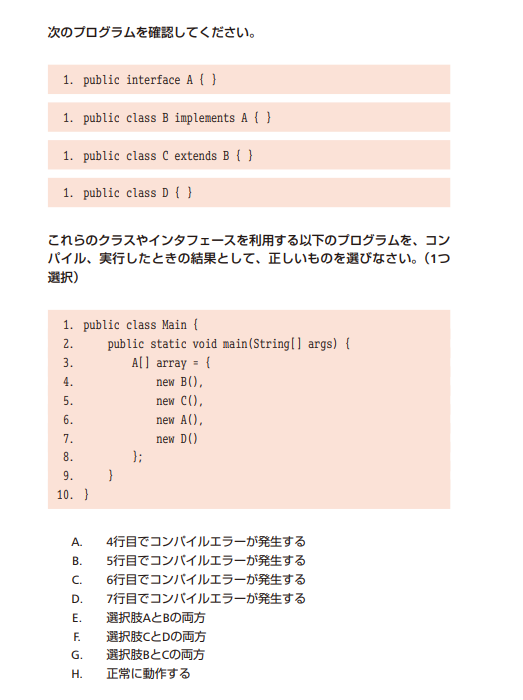 次のプログラムを確認してください。
1. public interface A { }
1. public class B implements A { }
1. public class C extends B { }
1. public class D { }
これらのクラスやインタフェースを利用する以下のプログラムを、コン
パイル、実行したときの結果として、正しいものを選びなさい。（1つ
選択）
1. public class Main {
2. public static void main(String[] args) {
3. A[] array = {
4. new B(),
5. new C(),
6. new A(),
7. new D()
8. };
9. }
10. }
A. 4行目でコンパイルエラーが発生する
B. 5行目でコンパイルエラーが発生する
C. 6行目でコンパイルエラーが発生する
D. 7行目でコンパイルエラーが発生する
E. 選択肢AとBの両方
F. 選択肢CとDの両方
G. 選択肢BとCの両方
H. 正常に動作する